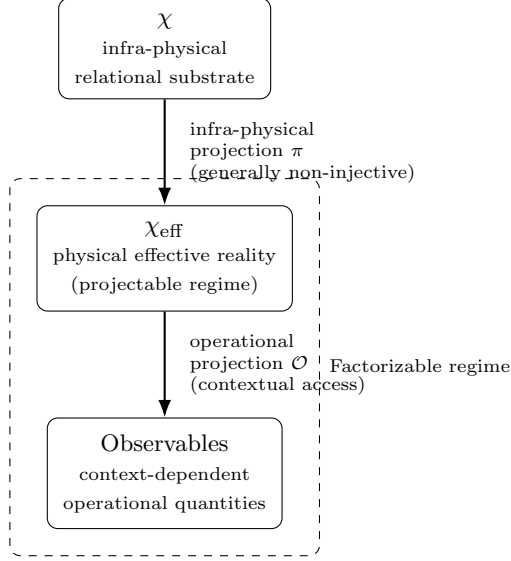 χ
infra-physical
relational substrate
infra-physical
projection π
(generally non-injective)
χeff
physical effective reality
(projectable regime)
operational
projection 𝒪
(contextual access)
Factorizable regime
Observables
context-dependent
operational quantities